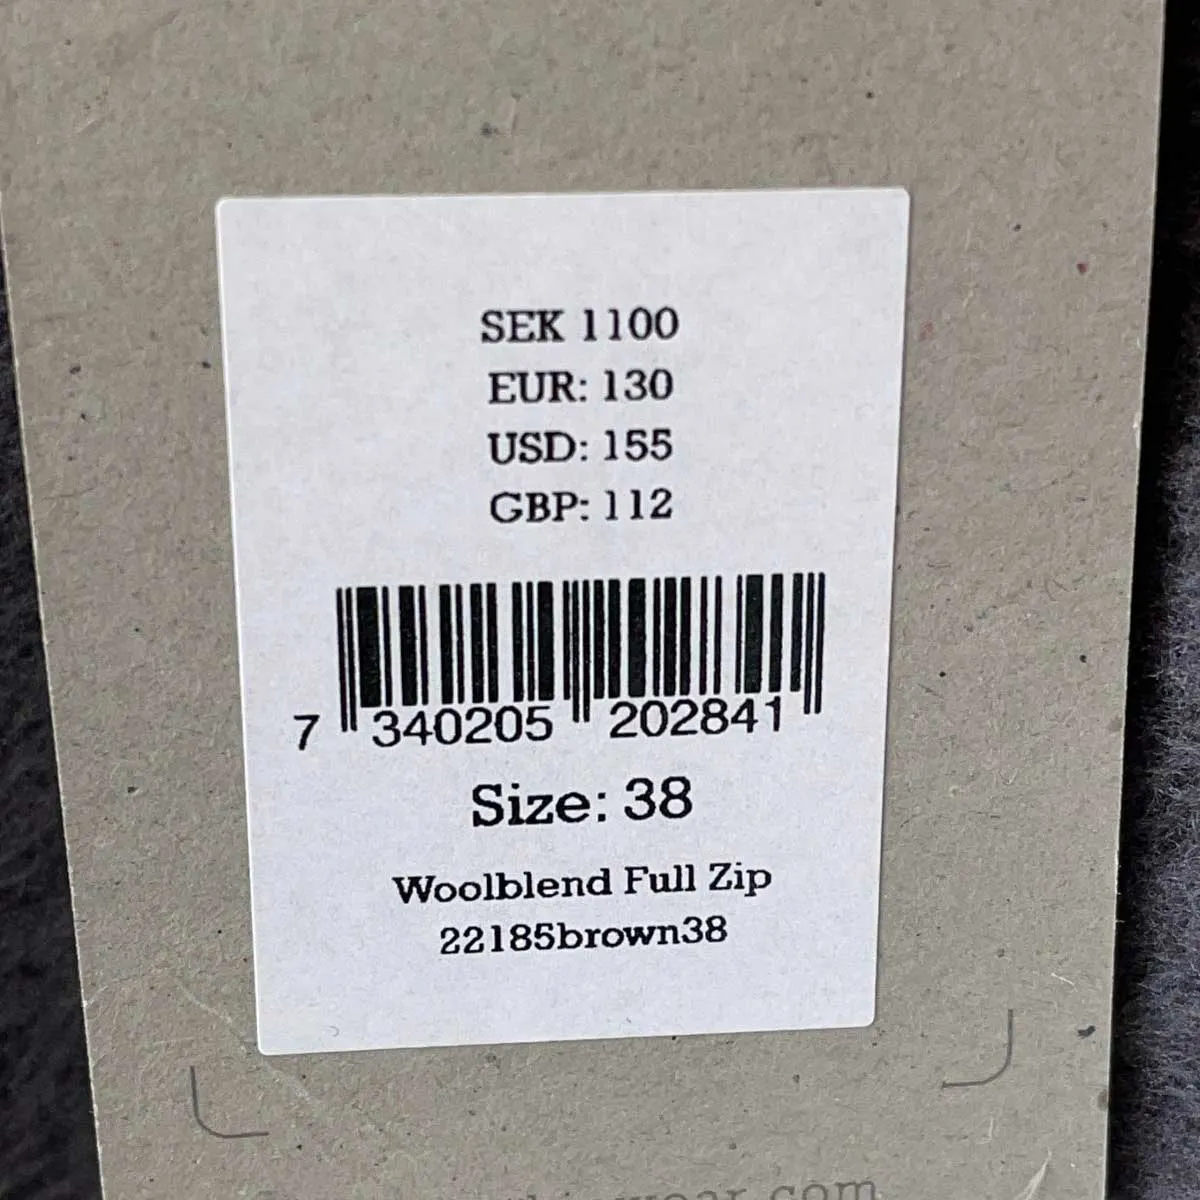 SEK 1100
EUR: 130
USD: 155
GBP: 112
7 340205 202841
Size: 38
Woolblend Full Zip
22185brown38